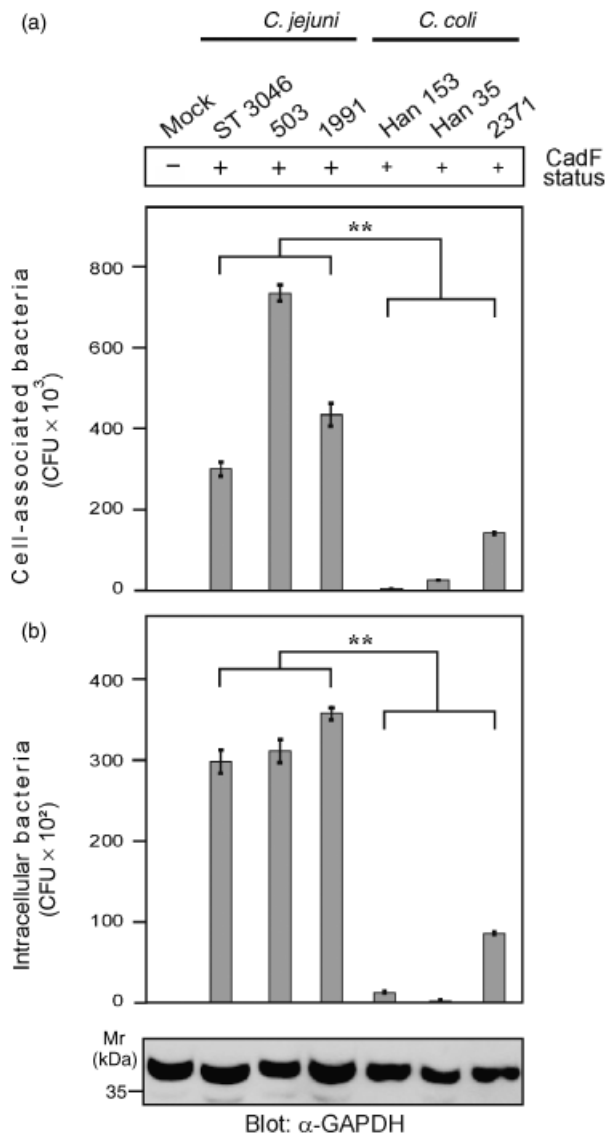 (a)
C. jejuni C. coli
Mock ST 3046 503 1991 Han 153 Han 35 2371
− + + + + + + CadF status
Cell-associated bacteria
(CFU × 10³)
**
800
600
400
200
0
(b)
Intracellular bacteria
(CFU × 10²)
**
400
300
200
100
0
Mr
(kDa)
35
Blot: α-GAPDH